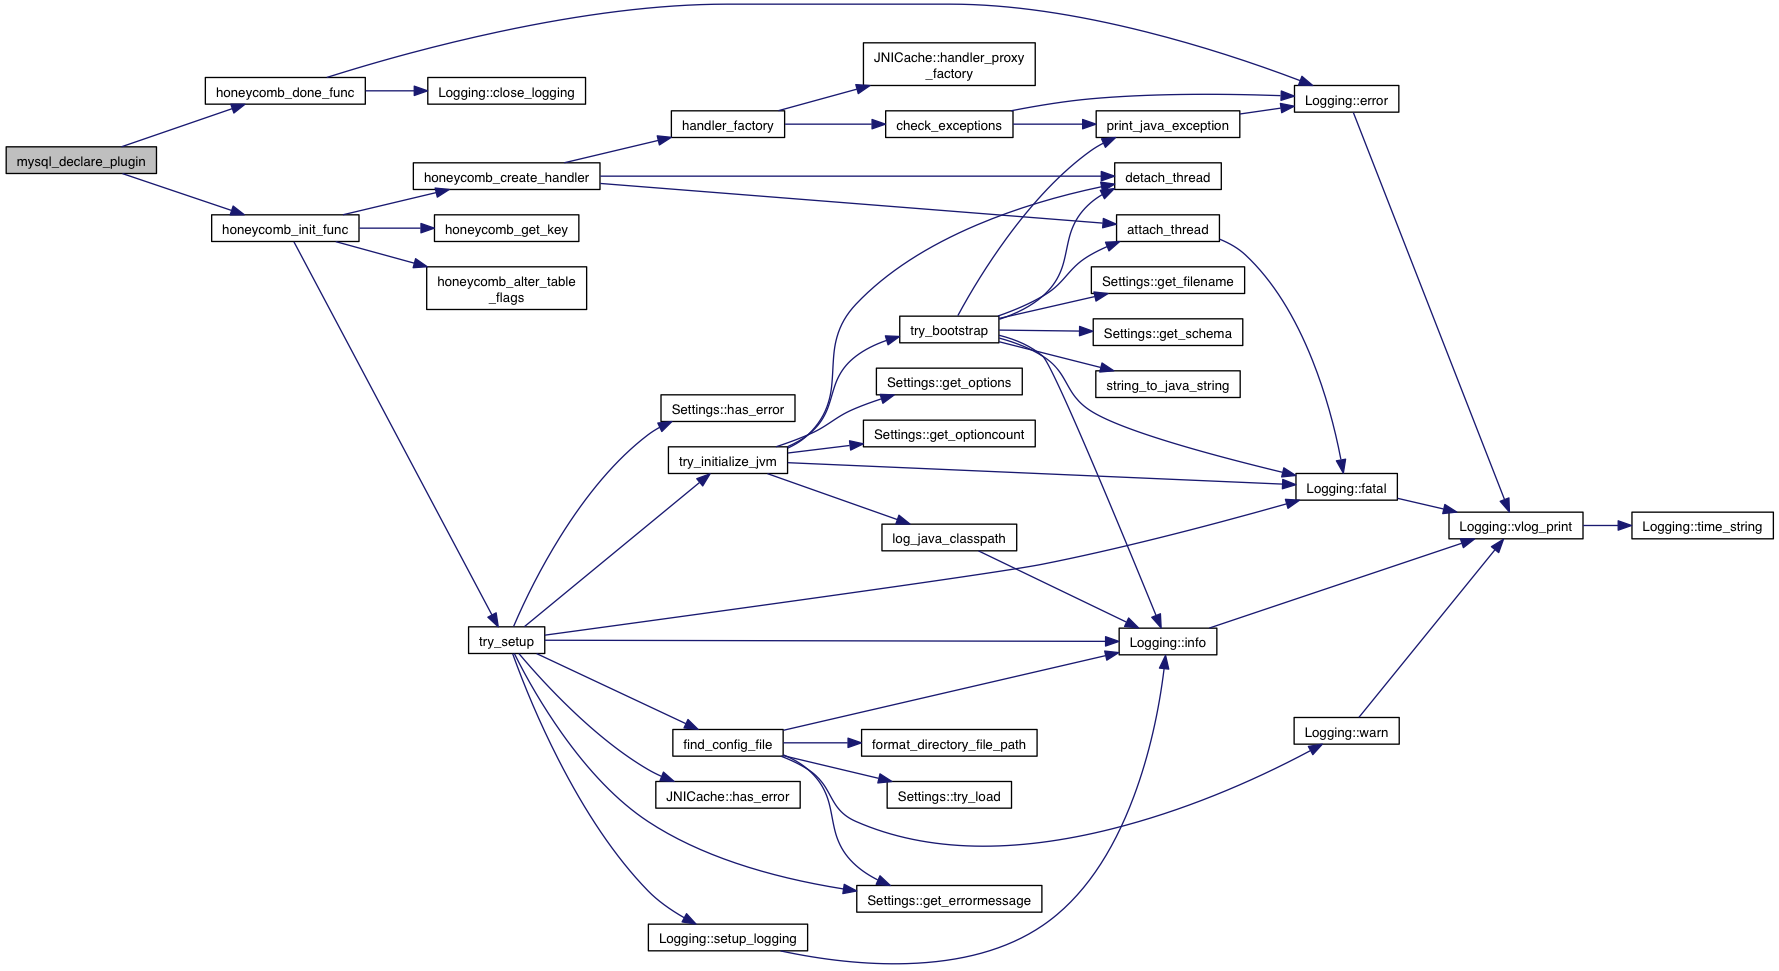 mysql_declare_plugin
honeycomb_done_func
honeycomb_init_func
Logging::close_logging
honeycomb_create_handler
honeycomb_get_key
honeycomb_alter_table
_flags
try_setup
handler_factory
Settings::has_error
try_initialize_jvm
find_config_file
JNICache::has_error
Logging::setup_logging
JNICache::handler_proxy
_factory
check_exceptions
try_bootstrap
Settings::get_options
Settings::get_optioncount
log_java_classpath
format_directory_file_path
Settings::try_load
Settings::get_errormessage
print_java_exception
detach_thread
attach_thread
Settings::get_filename
Settings::get_schema
string_to_java_string
Logging::info
Logging::error
Logging::fatal
Logging::warn
Logging::vlog_print
Logging::time_string